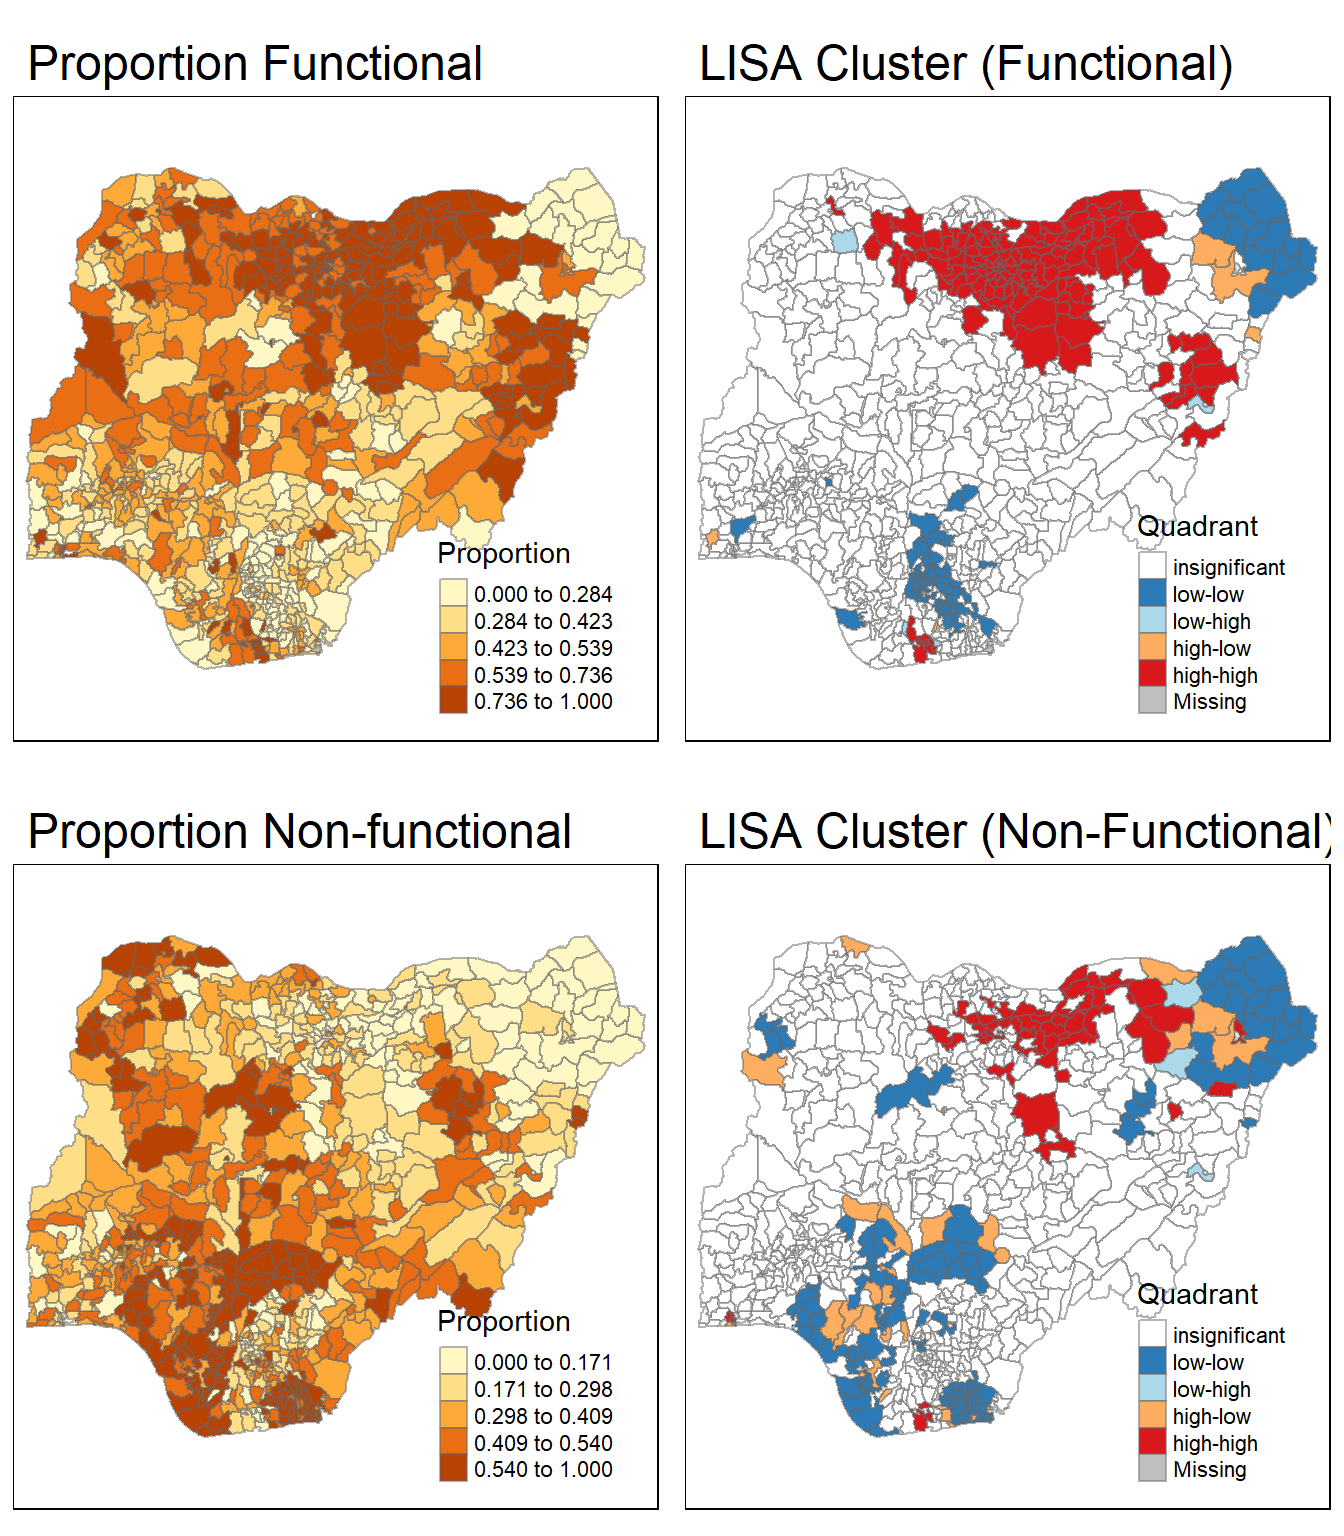 Proportion Functional
LISA Cluster (Functional)
Proportion
0.000 to 0.284
0.284 to 0.423
0.423 to 0.539
0.539 to 0.736
0.736 to 1.000
Quadrant
insignificant
low-low
low-high
high-low
high-high
Missing
Proportion Non-functional
LISA Cluster (Non-Functional)
Proportion
0.000 to 0.171
0.171 to 0.298
0.298 to 0.409
0.409 to 0.540
0.540 to 1.000
Quadrant
insignificant
low-low
low-high
high-low
high-high
Missing